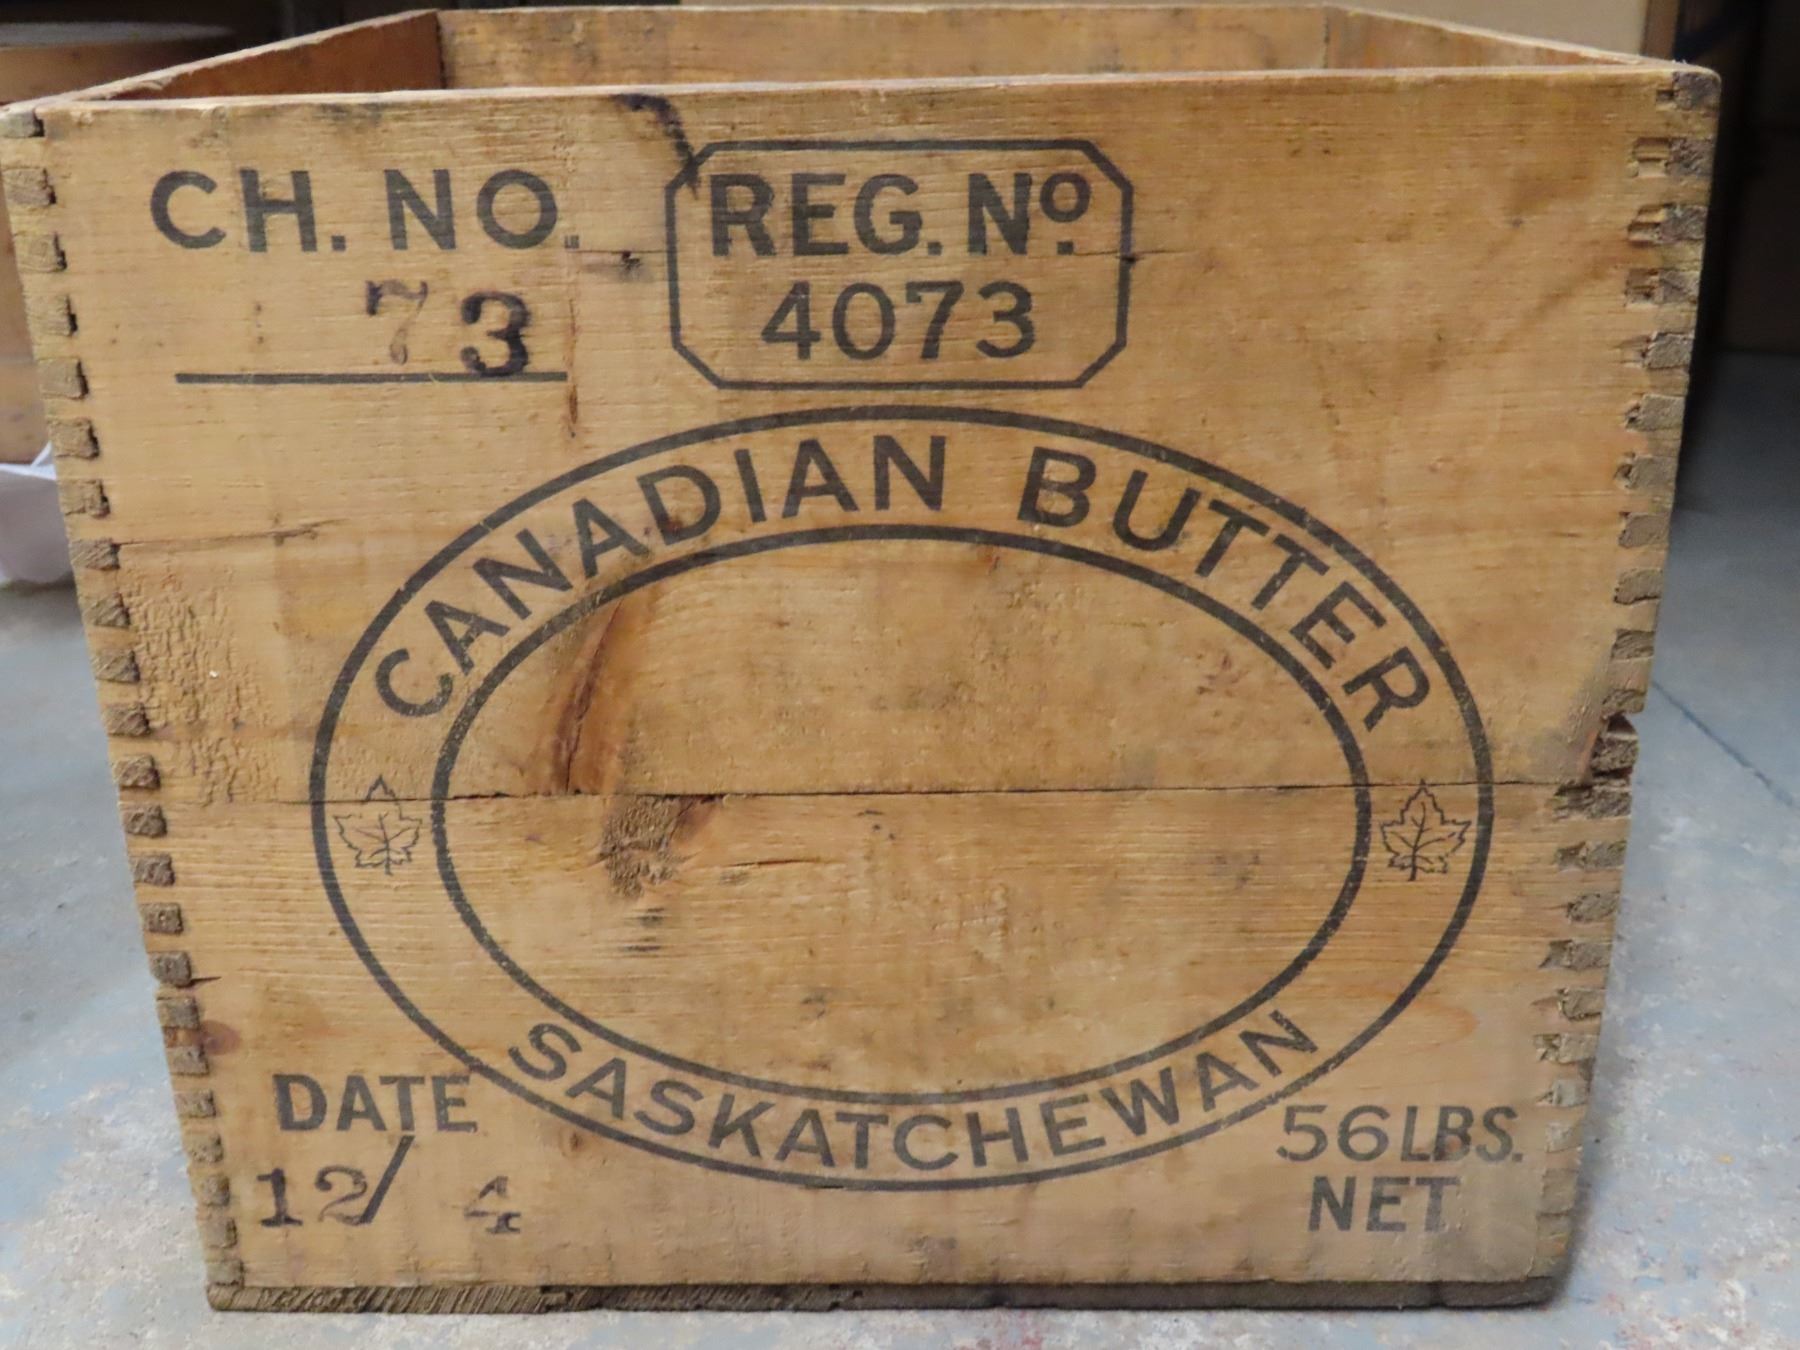 CH. NO.
73
REG. Nº.
4073
CANADIAN BUTTER
SASKATCHEWAN
DATE
12/ 4
56 LBS.
NET